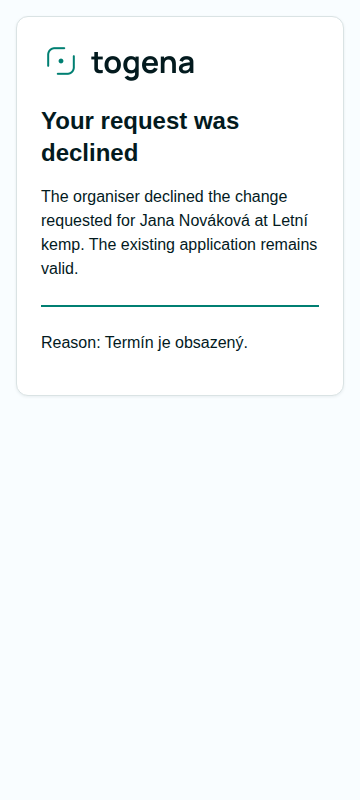 togena
Your request was
declined
The organiser declined the change
requested for Jana Nováková at Letní
kemp. The existing application remains
valid.
Reason: Termín je obsazený.